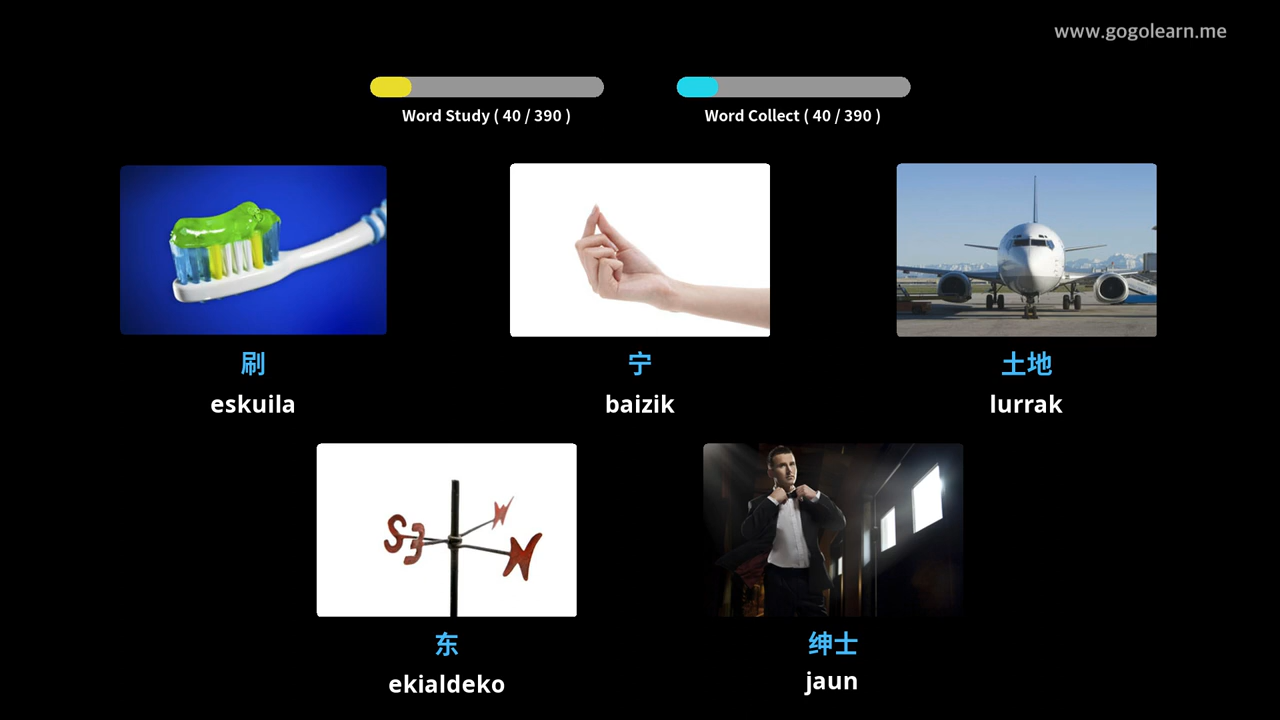 www.gogolearn.me
Word Study ( 40 / 390 )
Word Collect ( 40 / 390 )
刷
eskuila
宁
baizik
土地
lurrak
东
ekialdeko
绅士
jaun